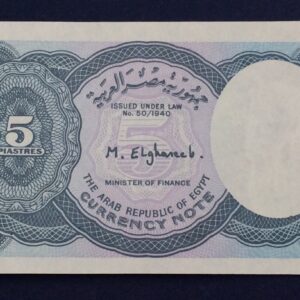 جمهورية مصر العربية
ISSUED UNDER LAW
No. 50/1940
5
PIASTRES
5
M. Elghareeb.
MINISTER OF FINANCE
THE ARAB REPUBLIC OF EGYPT
CURRENCY NOTE